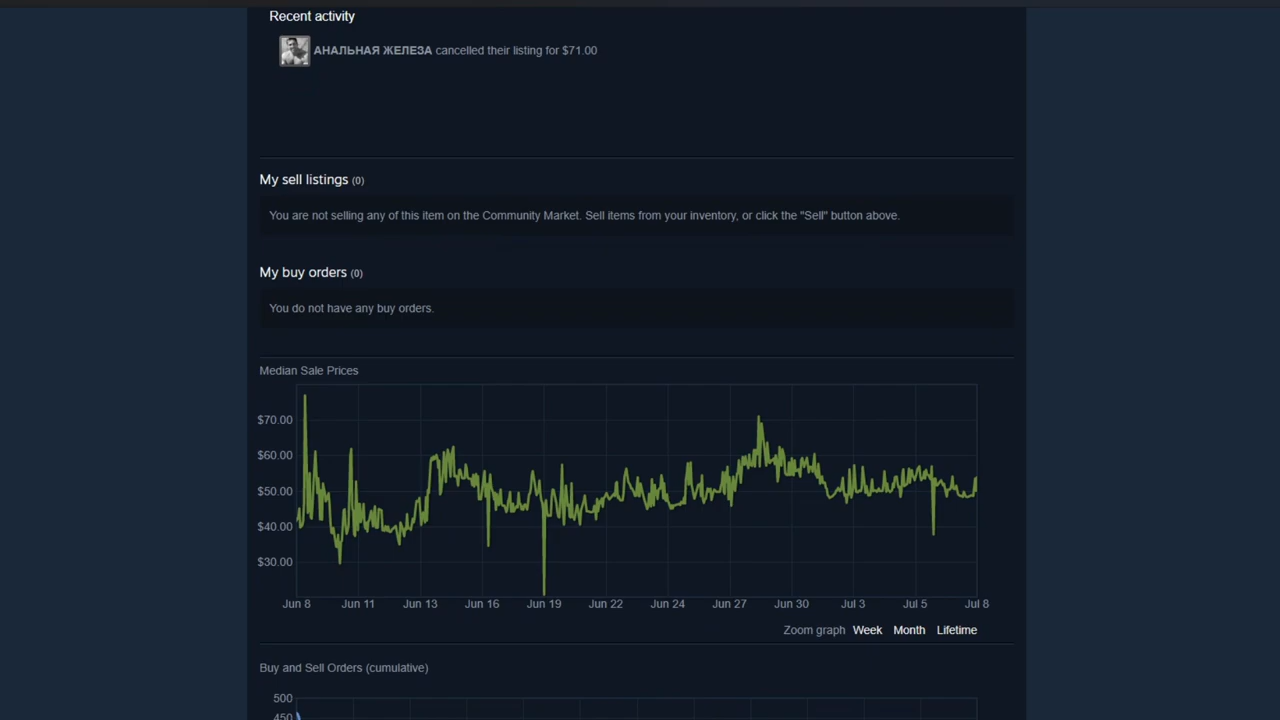 Recent activity
АНАЛЬНАЯ ЖЕЛЕЗА cancelled their listing for $71.00
My sell listings (0)
You are not selling any of this item on the Community Market. Sell items from your inventory, or click the "Sell" button above.
My buy orders (0)
You do not have any buy orders.
Median Sale Prices
$70.00
$60.00
$50.00
$40.00
$30.00
Jun 8 Jun 11 Jun 13 Jun 16 Jun 19 Jun 22 Jun 24 Jun 27 Jun 30 Jul 3 Jul 5 Jul 8
Zoom graph Week Month Lifetime
Buy and Sell Orders (cumulative)
500
450